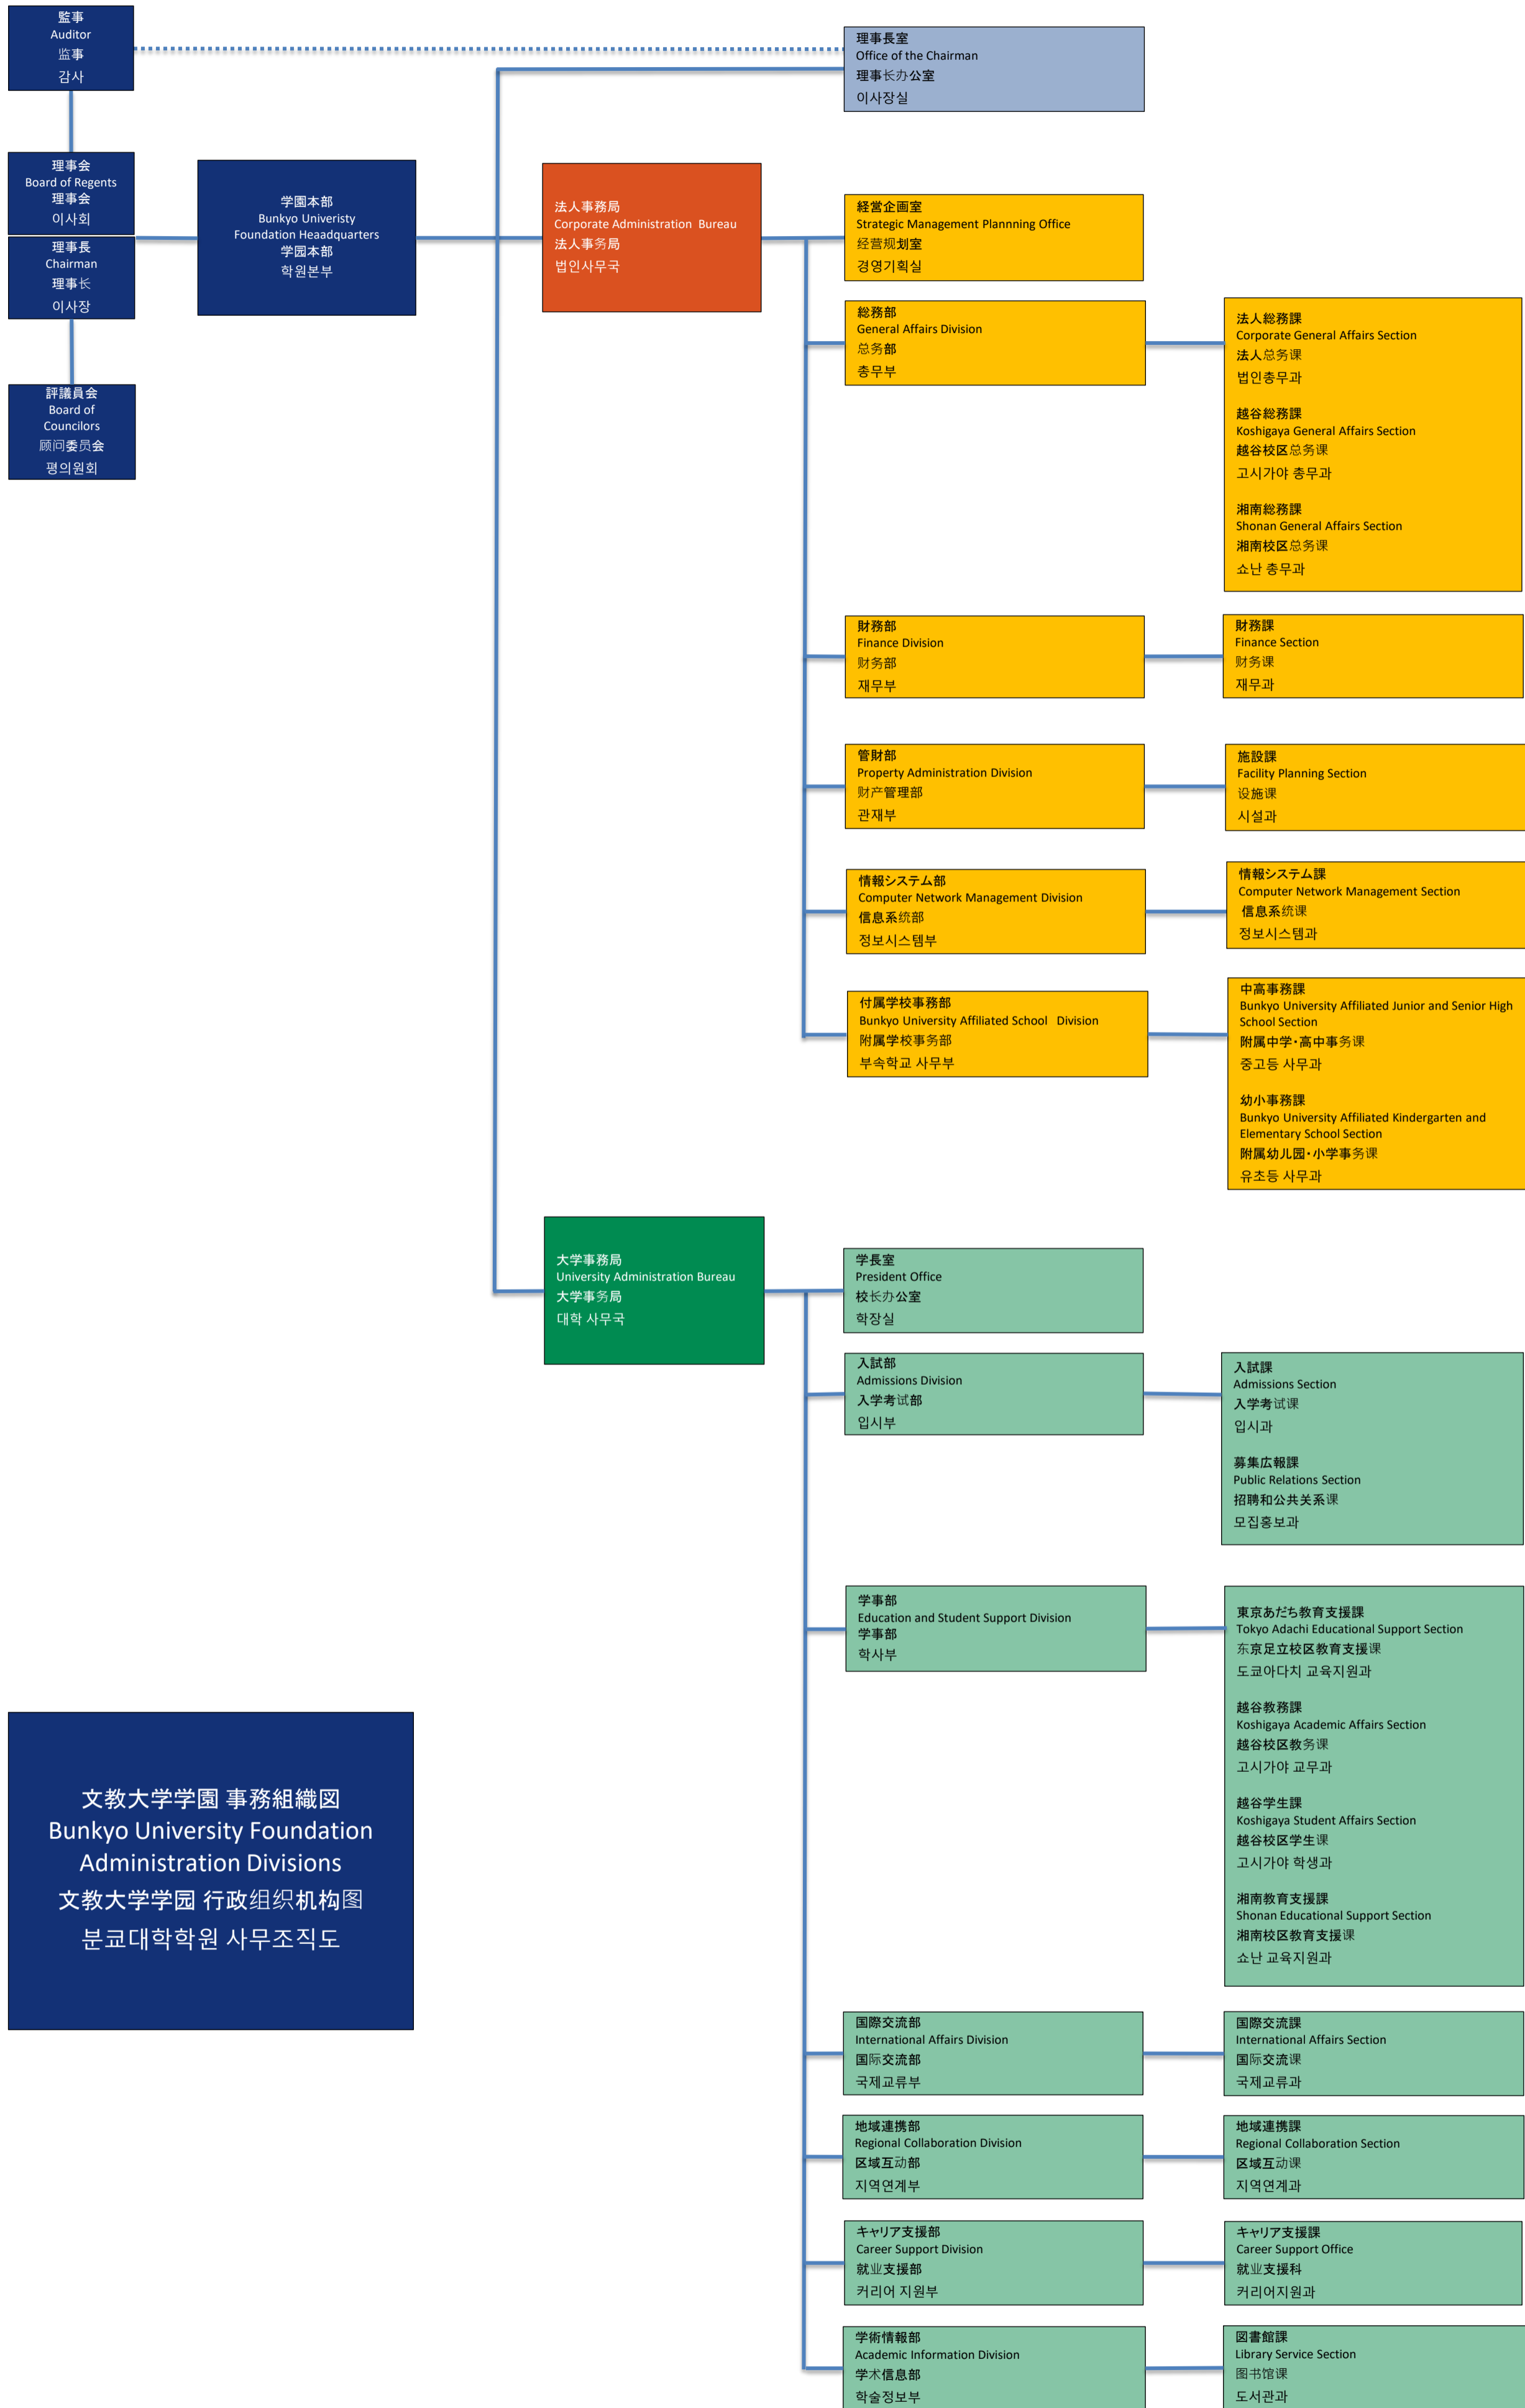 監事
Auditor
监事
감사
理事長室
Office of the Chairman
理事长办公室
이사장실
理事会
Board of Regents
理事会
이사회
理事長
Chairman
理事长
이사장
学園本部
Bunkyo Univeristy
Foundation Heaadquarters
学园本部
학원본부
法人事務局
Corporate Administration Bureau
法人事务局
법인사무국
経営企画室
Strategic Management Plannning Office
经营规划室
경영기획실
総務部
General Affairs Division
总务部
총무부
法人総務課
Corporate General Affairs Section
法人总务课
법인총무과
越谷総務課
Koshigaya General Affairs Section
越谷校区总务课
고시가야 총무과
湘南総務課
Shonan General Affairs Section
湘南校区总务课
쇼난 총무과
評議員会
Board of
Councilors
顾问委员会
평의원회
財務部
Finance Division
财务部
재무부
財務課
Finance Section
财务课
재무과
管財部
Property Administration Division
财产管理部
관재부
施設課
Facility Planning Section
设施课
시설과
情報システム部
Computer Network Management Division
信息系统部
정보시스템부
情報システム課
Computer Network Management Section
信息系统课
정보시스템과
付属学校事務部
Bunkyo University Affiliated School Division
附属学校事务部
부속학교 사무부
中高事務課
Bunkyo University Affiliated Junior and Senior High
School Section
附属中学・高中事务课
중고등 사무과
幼小事務課
Bunkyo University Affiliated Kindergarten and
Elementary School Section
附属幼儿园・小学事务课
유초등 사무과
大学事務局
University Administration Bureau
大学事务局
대학 사무국
学長室
President Office
校长办公室
학장실
入試部
Admissions Division
入学考试部
입시부
入試課
Admissions Section
入学考试课
입시과
募集広報課
Public Relations Section
招聘和公共关系课
모집홍보과
学事部
Education and Student Support Division
学事部
학사부
東京あだち教育支援課
Tokyo Adachi Educational Support Section
东京足立校区教育支援课
도쿄아다치 교육지원과
越谷教務課
Koshigaya Academic Affairs Section
越谷校区教务课
고시가야 교무과
越谷学生課
Koshigaya Student Affairs Section
越谷校区学生课
고시가야 학생과
湘南教育支援課
Shonan Educational Support Section
湘南校区教育支援课
쇼난 교육지원과
文教大学学園 事務組織図
Bunkyo University Foundation
Administration Divisions
文教大学学园 行政组织机构图
분쿄대학학원 사무조직도
国際交流部
International Affairs Division
国际交流部
국제교류부
国際交流課
International Affairs Section
国际交流课
국제교류과
地域連携部
Regional Collaboration Division
区域互动部
지역연계부
地域連携課
Regional Collaboration Section
区域互动课
지역연계과
キャリア支援部
Career Support Division
就业支援部
커리어 지원부
キャリア支援課
Career Support Office
就业支援科
커리어지원과
学術情報部
Academic Information Division
学术信息部
학술정보부
図書館課
Library Service Section
图书馆课
도서관과